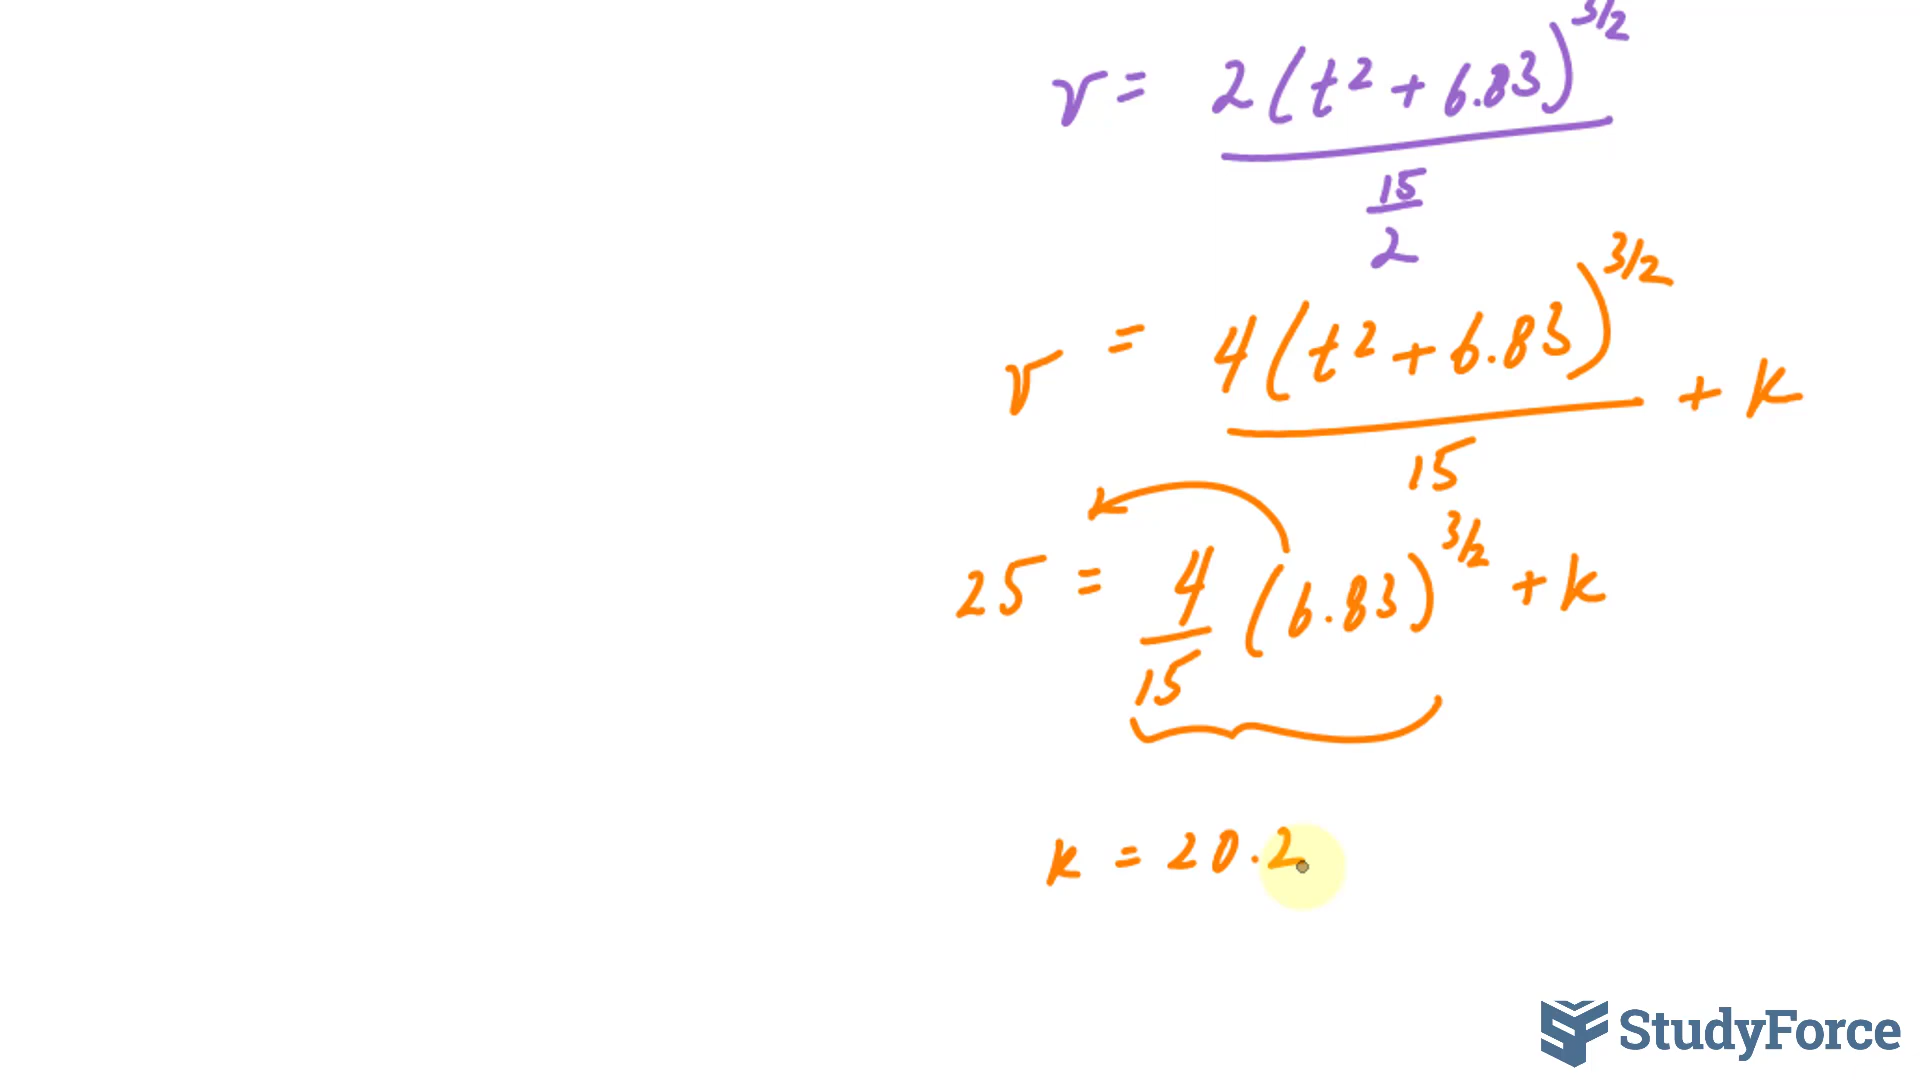 v = 2(t² + 6.83)^3/2
15/2
v = 4(t² + 6.83)^3/2 / 15 + k
25 = 4/15 (6.83)^3/2 + k
k = 20.2
StudyForce